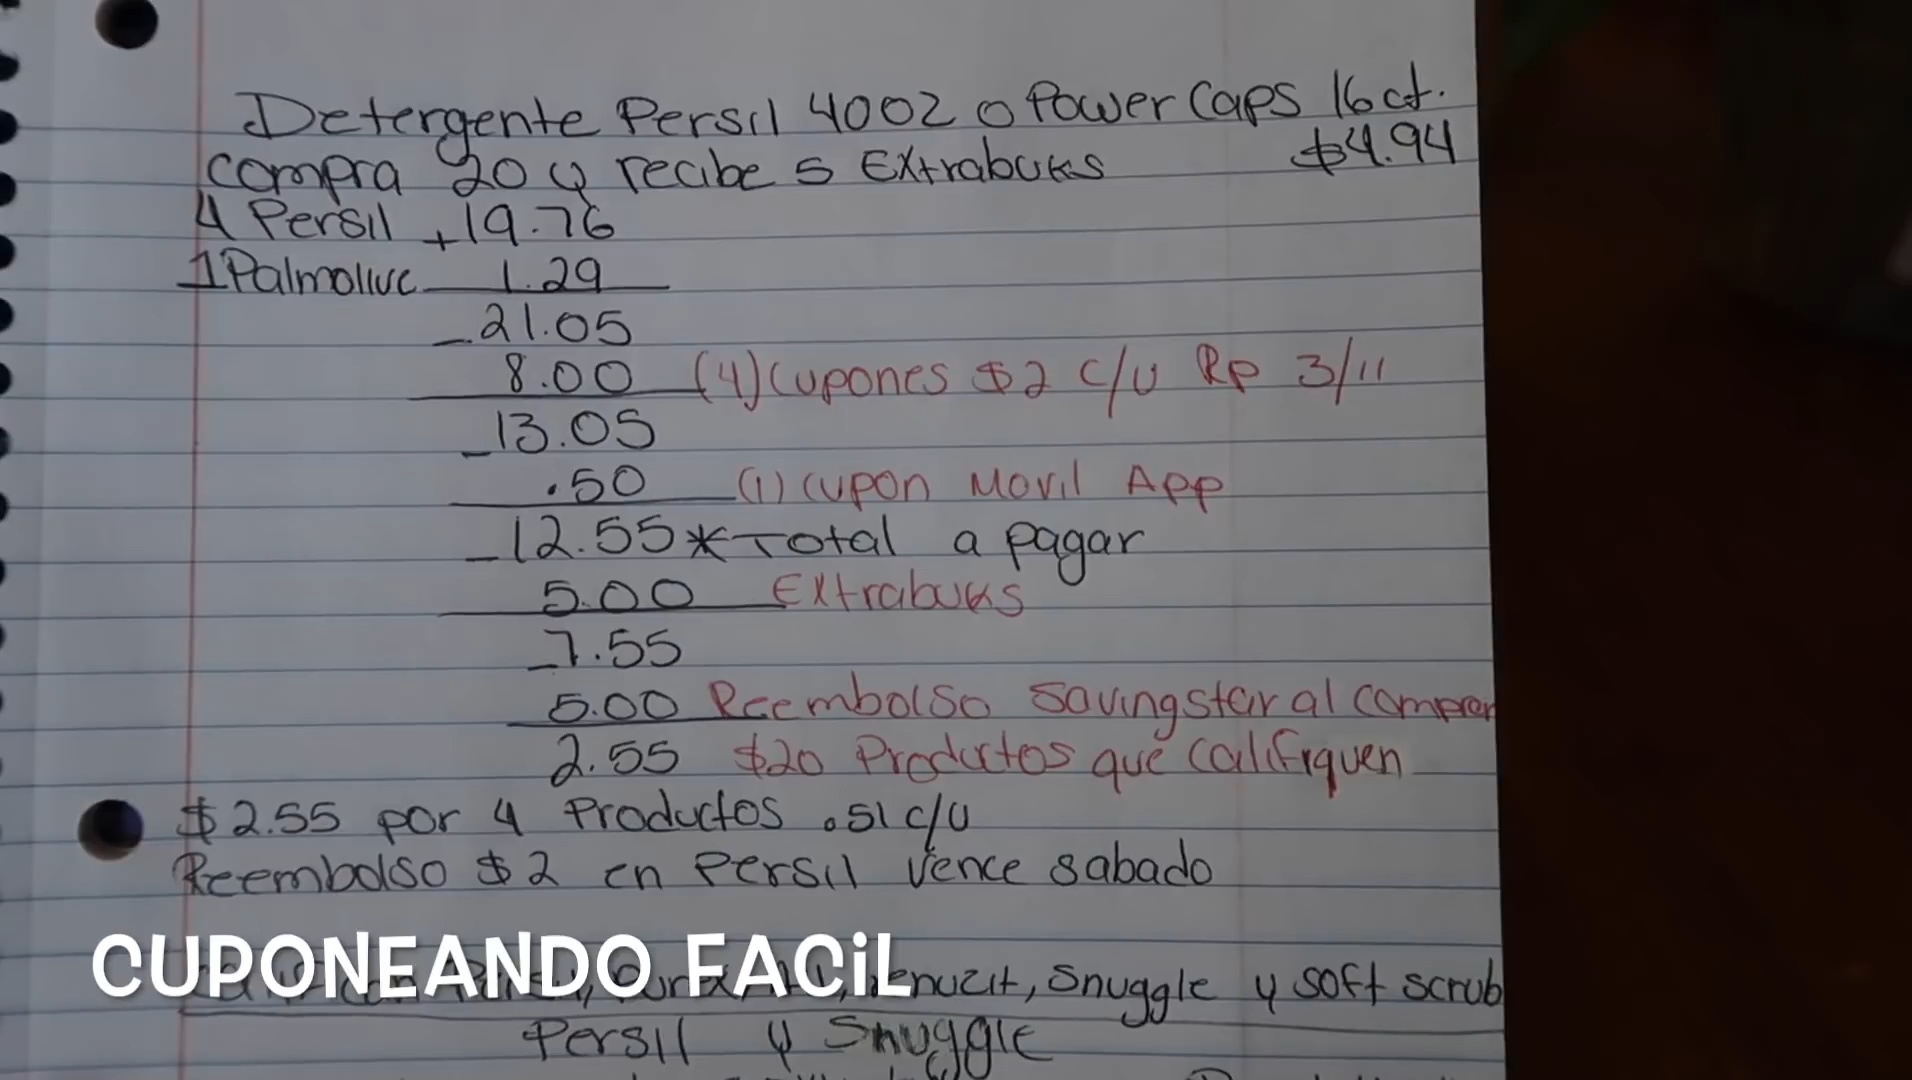 Detergente Persil 40oz o Power Caps 16ct.
compra 20 y recibe 5 Extrabuks $4.94
4 Persil +19.76
1 Palmolive 1.29
-21.05
8.00 (4) Cupones $2 c/u Rp 3/11
-13.05
.50 (1) Cupon Movil App
-12.55 * Total a pagar
5.00 Extrabuks
-7.55
5.00 Reembolso Savingstar al comprar
2.55 $20 Productos que Califiquen
$2.55 por 4 Productos .51 c/u
Reembolso $2 en Persil vence sabado
CUPONEANDO FACiL
, Snuggle y soft scrub
Persil y Snuggle